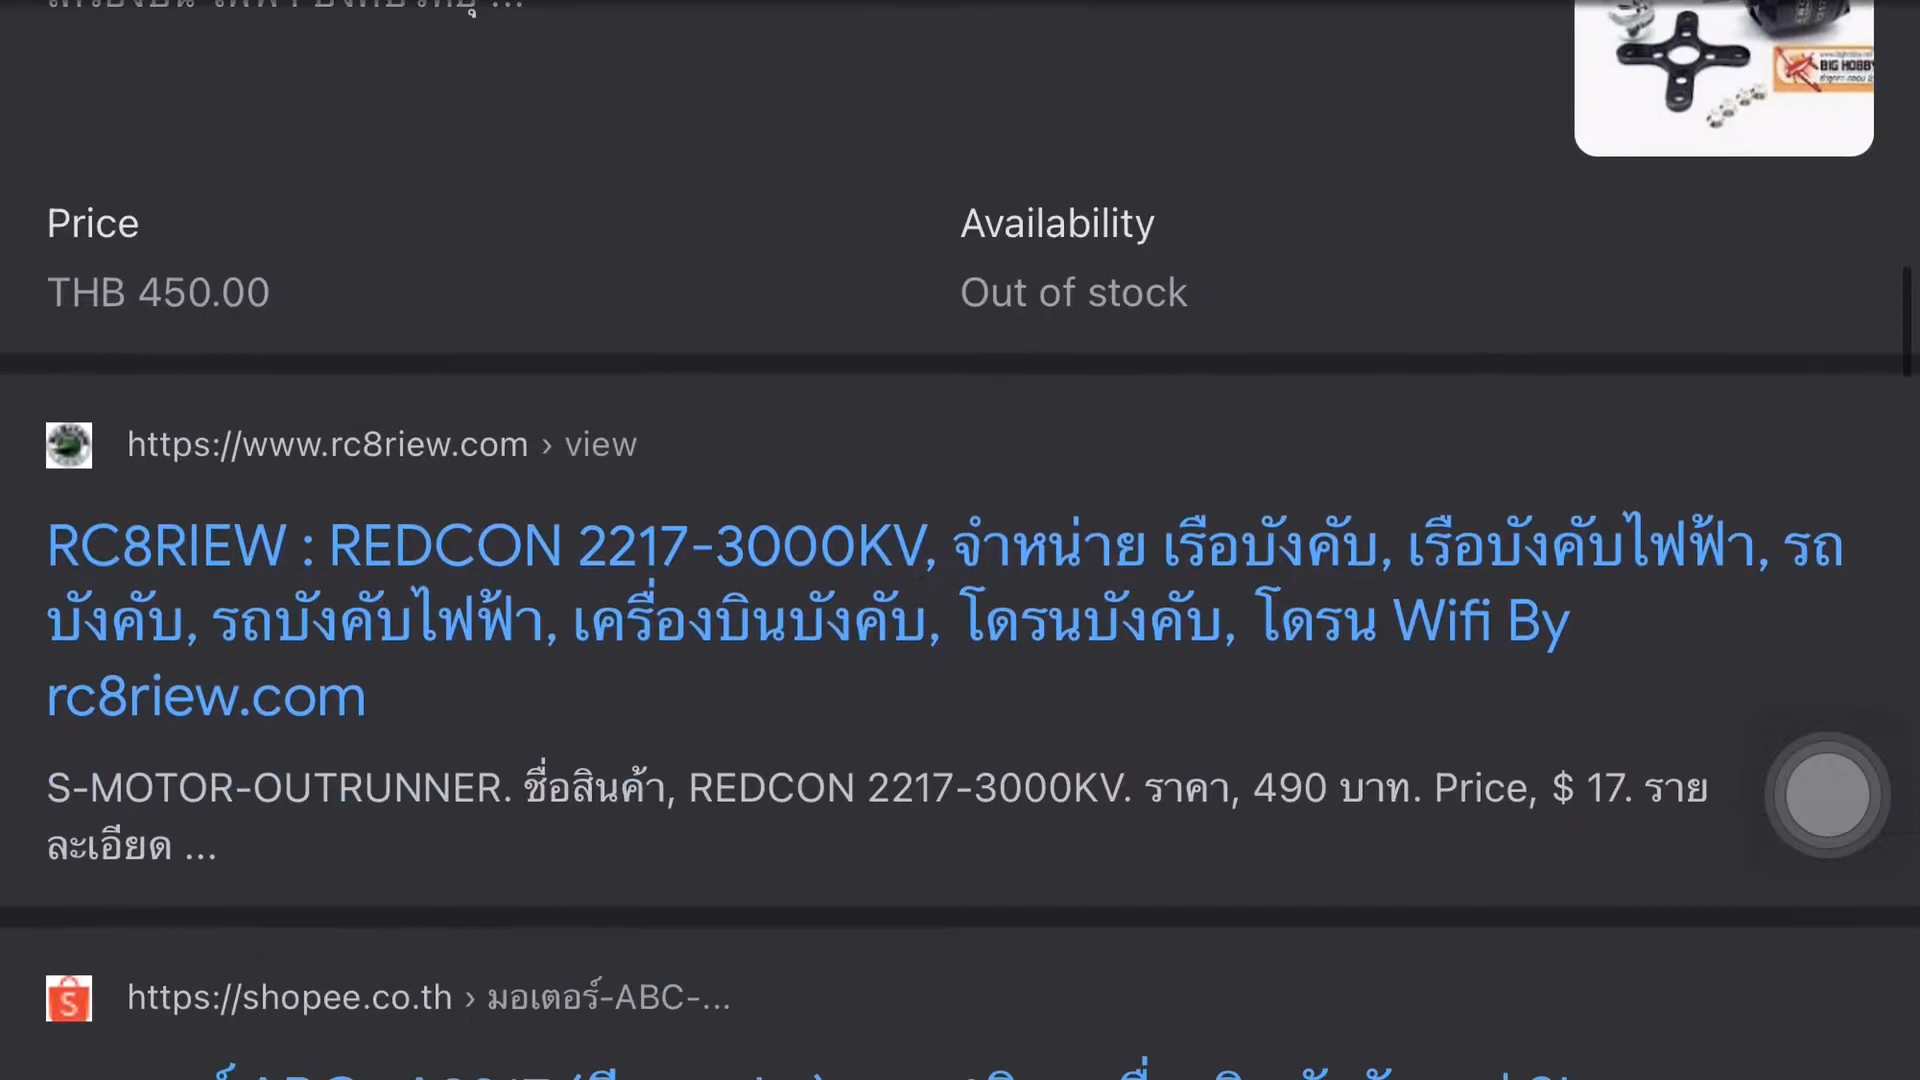 BIG HOBBY
Price
Availability
THB 450.00
Out of stock
https://www.rc8riew.com › view
RC8RIEW : REDCON 2217-3000KV, จำหน่าย เรือบังคับ, เรือบังคับไฟฟ้า, รถ
บังคับ, รถบังคับไฟฟ้า, เครื่องบินบังคับ, โดรนบังคับ, โดรน Wifi By
rc8riew.com
S-MOTOR-OUTRUNNER. ชื่อสินค้า, REDCON 2217-3000KV. ราคา, 490 บาท. Price, $ 17. ราย
ละเอียด ...
https://shopee.co.th › มอเตอร์-ABC-...